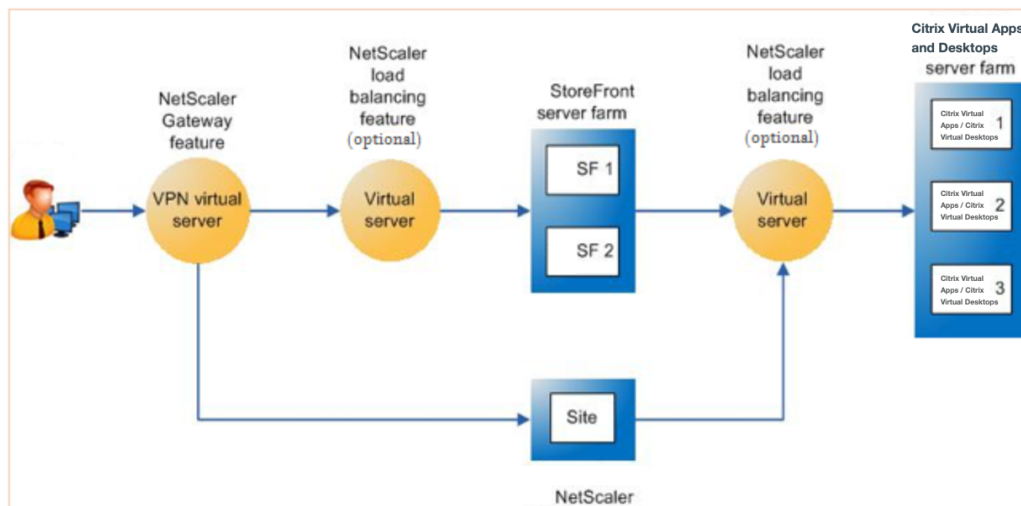 NetScaler
Gateway
feature
VPN virtual
server
NetScaler
load
balancing
feature
(optional)
Virtual
server
StoreFront
server farm
SF 1
SF 2
Site
NetScaler
NetScaler
load
balancing
feature
(optional)
Virtual
server
Citrix Virtual Apps
and Desktops
server farm
Citrix Virtual
Apps / Citrix
Virtual Desktops
1
Citrix Virtual
Apps / Citrix
Virtual Desktops
2
Citrix Virtual
Apps / Citrix
Virtual Desktops
3